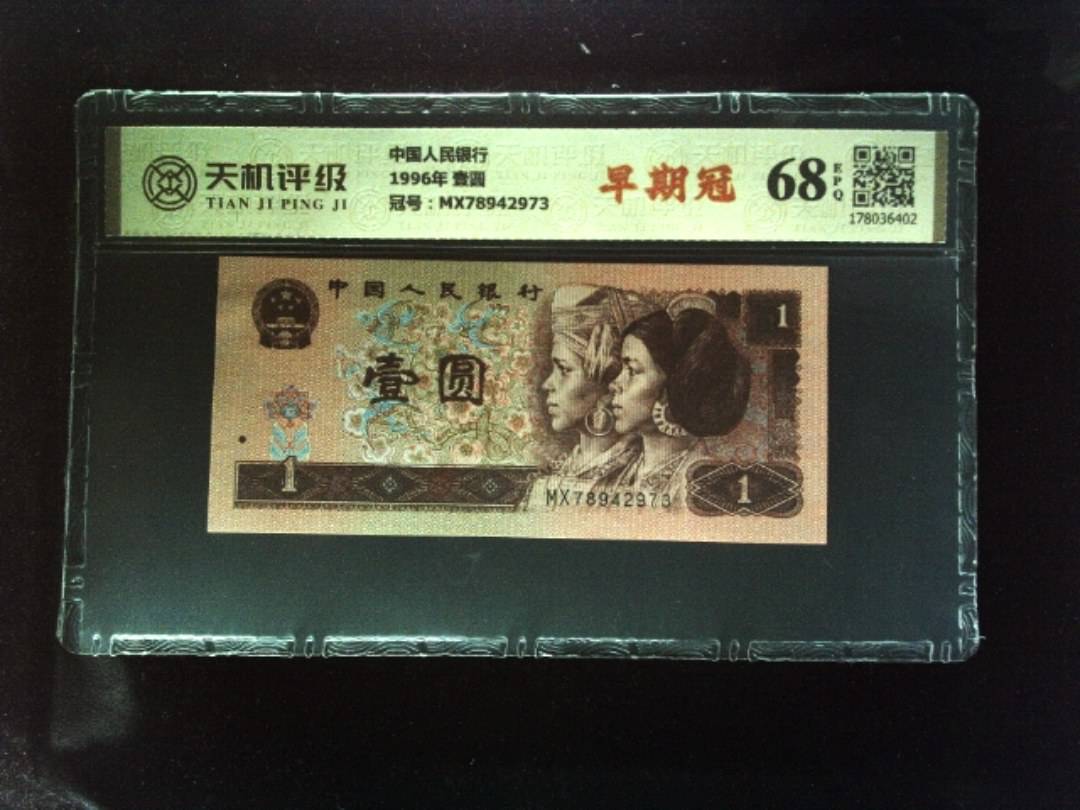 天机评级
TIAN JI PING JI
中国人民银行
1996年 壹圆
冠号：MX78942973
早期冠
68
EPQ
178036402
中国人民银行
1
壹圆
1
MX78942973
1